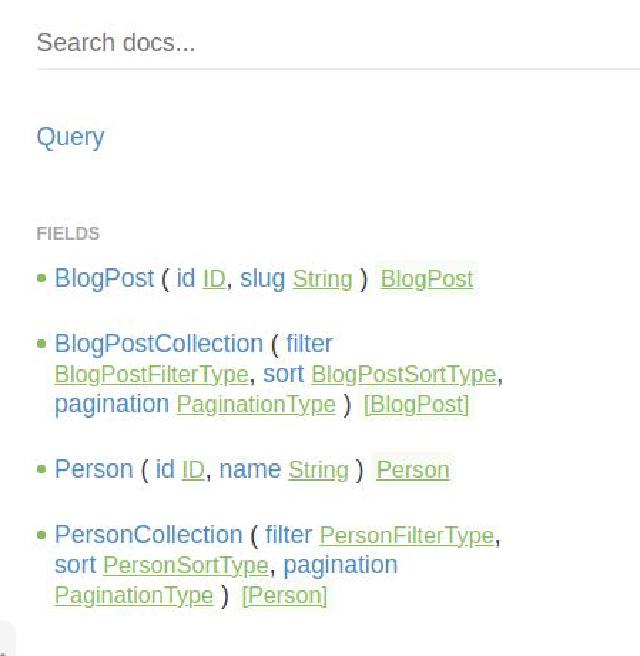 Search docs...
Query
FIELDS
BlogPost ( id ID, slug String ) BlogPost
BlogPostCollection ( filter
BlogPostFilterType, sort BlogPostSortType,
pagination PaginationType ) [BlogPost]
Person ( id ID, name String ) Person
PersonCollection ( filter PersonFilterType,
sort PersonSortType, pagination
PaginationType ) [Person]